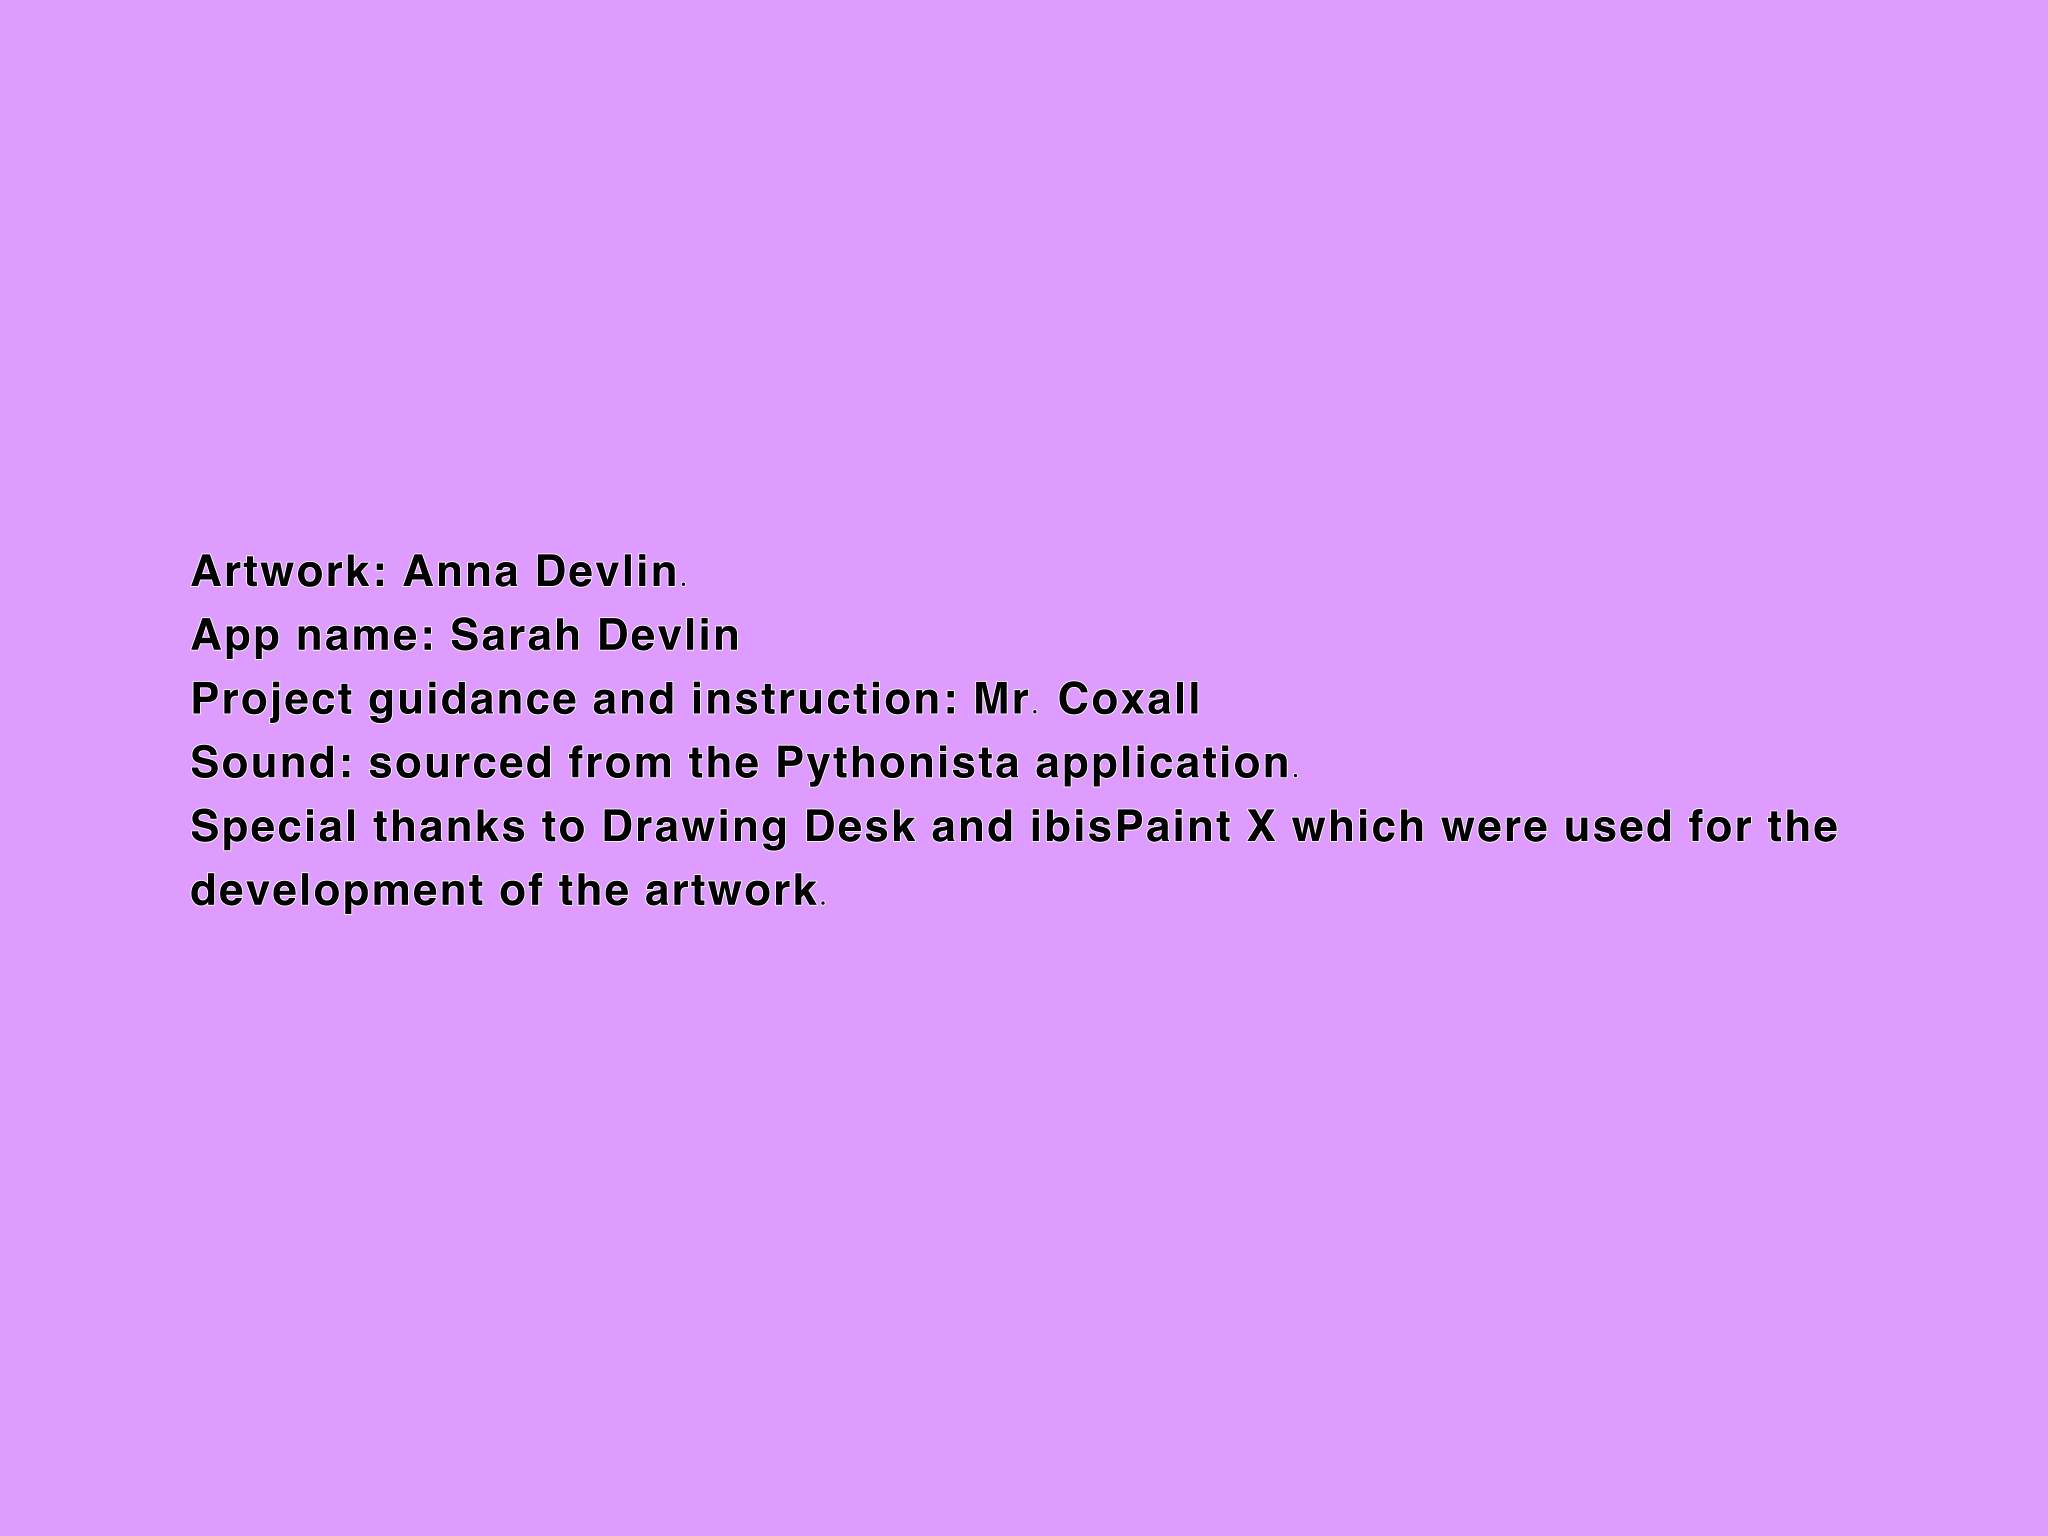 Artwork: Anna Devlin.
App name: Sarah Devlin
Project guidance and instruction: Mr. Coxall
Sound: sourced from the Pythonista application.
Special thanks to Drawing Desk and ibisPaint X which were used for the
development of the artwork.